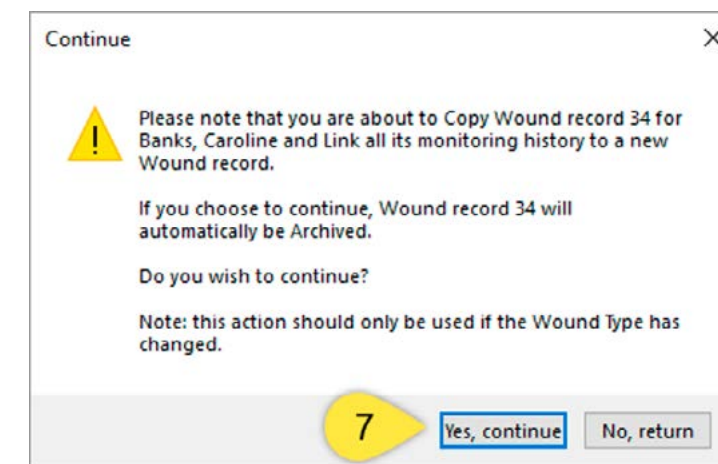 Continue
Please note that you are about to Copy Wound record 34 for
Banks, Caroline and Link all its monitoring history to a new
Wound record.
If you choose to continue, Wound record 34 will
automatically be Archived.
Do you wish to continue?
Note: this action should only be used if the Wound Type has
changed.
7 Yes, continue No, return